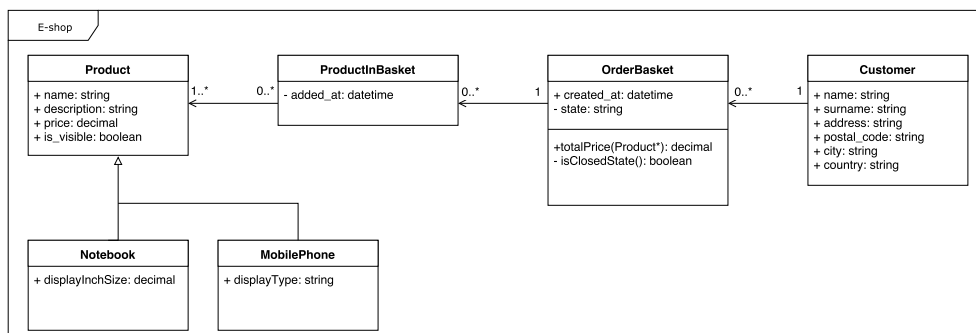 E-shop
Product
+ name: string
+ description: string
+ price: decimal
+ is_visible: boolean
1..*
0..*
ProductInBasket
- added_at: datetime
0..*
1
OrderBasket
+ created_at: datetime
- state: string
+totalPrice(Product*): decimal
- isClosedState(): boolean
0..*
1
Customer
+ name: string
+ surname: string
+ address: string
+ postal_code: string
+ city: string
+ country: string
Notebook
+ displayInchSize: decimal
MobilePhone
+ displayType: string